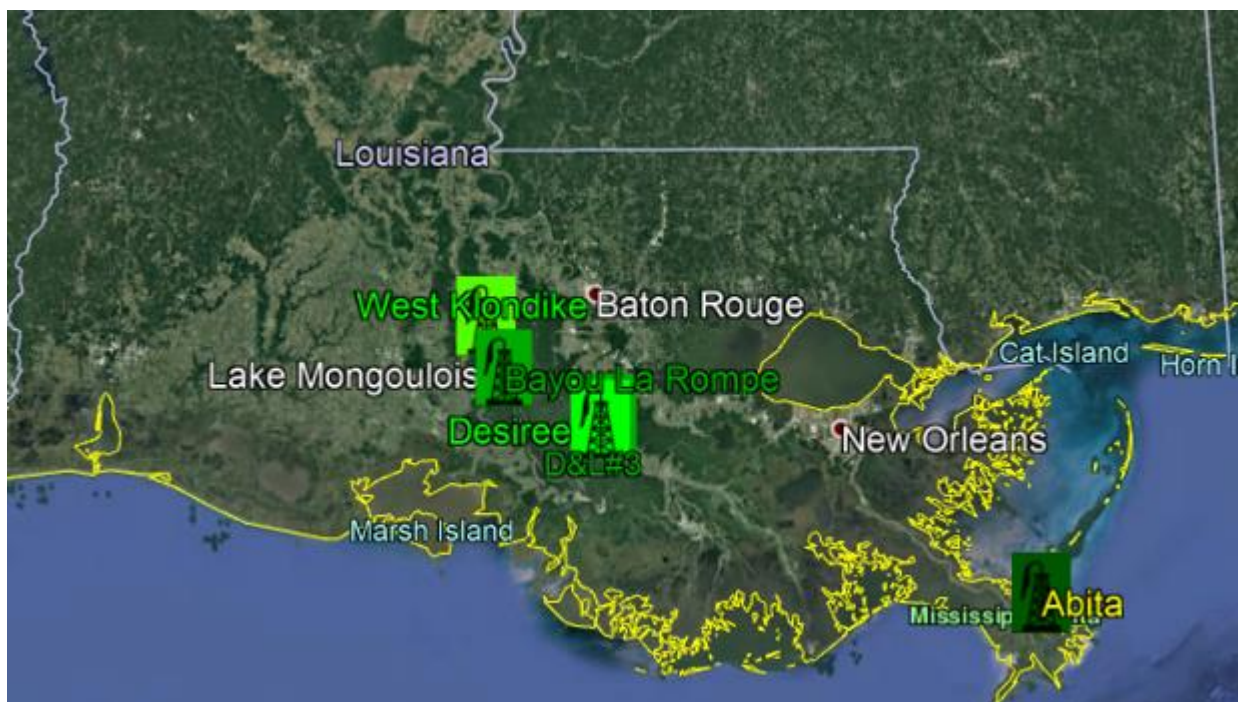 Louisiana
West Klondike
Baton Rouge
Cat Island
Horn I
Lake Mongoulois
Bayou La Rompe
Desiree
New Orleans
D&L#3
Marsh Island
Abita
Mississip